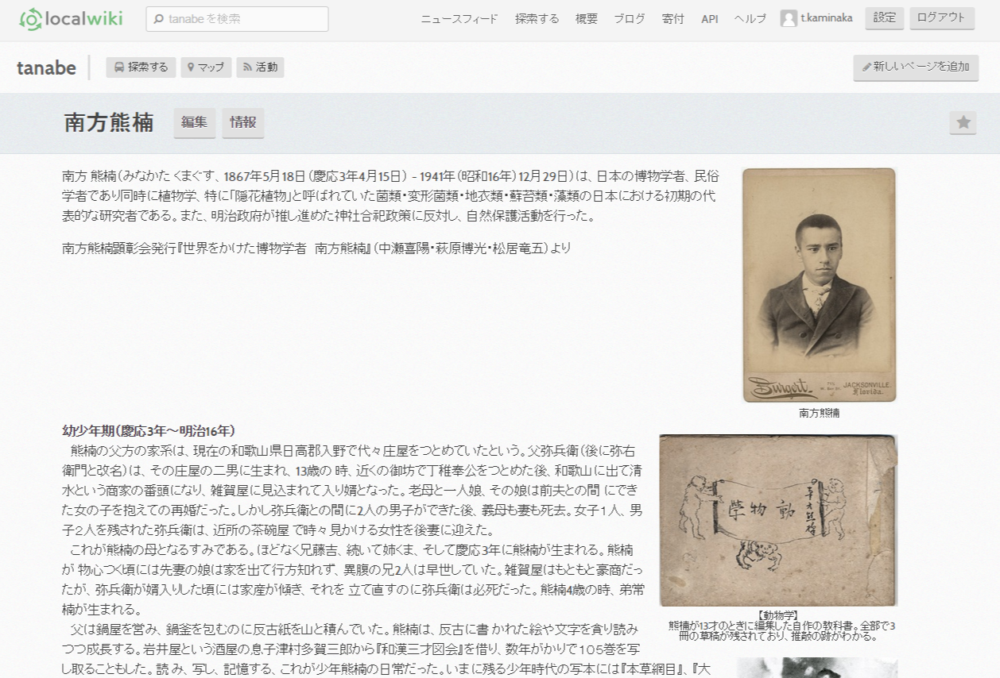 localwiki
tanabe を検索
ニュースフィード 探索する 概要 ブログ 寄付 API ヘルプ t.kaminaka 設定 ログアウト
tanabe 探索する マップ 活動 新しいページを追加
南方熊楠 編集 情報
南方 熊楠（みなかた くまぐす、1867年5月18日（慶応3年4月15日） - 1941年（昭和16年）12月29日）は、日本の博物学者、民俗
学者であり同時に植物学、特に「隠花植物」と呼ばれていた菌類・変形菌類・地衣類・蘚苔類・藻類の日本における初期の代
表的な研究者である。また、明治政府が推し進めた神社合祀政策に反対し、自然保護活動を行った。
南方熊楠顕彰会発行『世界をかけた博物学者　南方熊楠』（中瀬喜陽・萩原博光・松居竜五）より
Burgert.
JACKSONVILLE,
Florida.
南方熊楠
幼少年期（慶応3年〜明治16年）
熊楠の父方の家系は、現在の和歌山県日高郡入野で代々庄屋をつとめていたという。父弥兵衛（後に弥右
衛門と改名）は、その庄屋の二男に生まれ、13歳の 時、近くの御坊で丁稚奉公をつとめた後、和歌山に出て清
水という商家の番頭になり、雑賀屋に見込まれて入り婿となった。老母と一人娘、その娘は前夫との間 にでき
た女の子を抱えての再婚だった。しかし弥兵衛との間に2人の男子ができた後、義母も妻も死去。女子１人、男
子２人を残された弥兵衛は、近所の茶碗屋 で時々見かける女性を後妻に迎えた。
これが熊楠の母となるすみである。ほどなく兄藤吉、続いて姉くま、そして慶応3年に熊楠が生まれる。熊楠
が 物心つく頃には先妻の娘は家を出て行方知れず、異腹の兄2人は早世していた。雑賀屋はもともと豪商だっ
たが、弥兵衛が婿入りした頃には家産が傾き、それを 立て直すのに弥兵衛は必死だった。熊楠4歳の時、弟常
楠が生まれる。
父は鍋屋を営み、鍋釜を包むのに反古紙を山と積んでいた。熊楠は、反古に書 かれた絵や文字を貪り読み
つつ成長する。岩井屋という酒屋の息子津村多賀三郎から『和漢三才図会』を借り、数年がかりで１０５巻を写
し取ることもした。読 み、写し、記憶する、これが少年熊楠の日常だった。いまに残る少年時代の写本には『本草網目』、『大
動物學
【動物学】
熊楠が13才のときに編集した自作の教科書。全部で3
冊の草稿が残されており、推敲の跡がわかる。